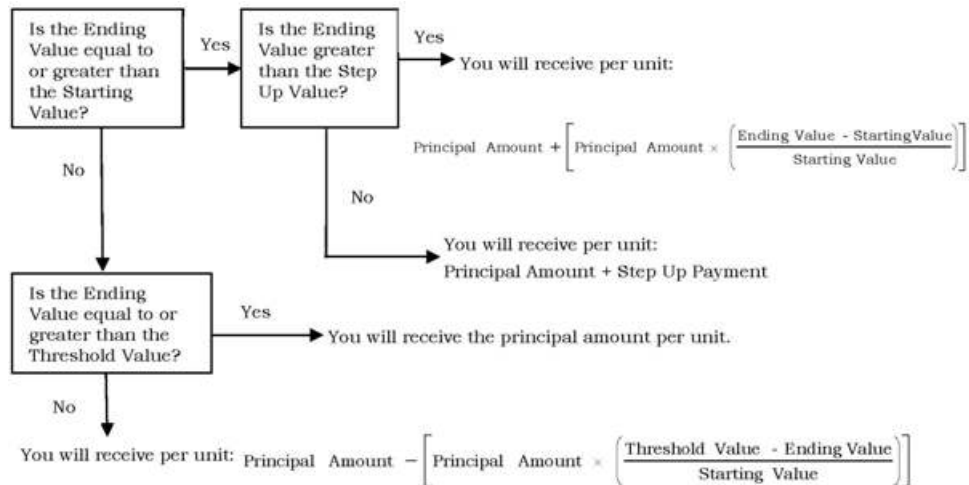 Is the Ending
Value equal to
or greater than
the Starting
Value?
Yes
Is the Ending
Value greater
than the Step
Up Value?
Yes
You will receive per unit:
Principal Amount + [Principal Amount × (Ending Value - StartingValue / Starting Value)]
No
No
You will receive per unit:
Principal Amount + Step Up Payment
Is the Ending
Value equal to or
greater than the
Threshold Value?
Yes
You will receive the principal amount per unit.
No
You will receive per unit: Principal Amount − [Principal Amount × (Threshold Value - Ending Value / Starting Value)]